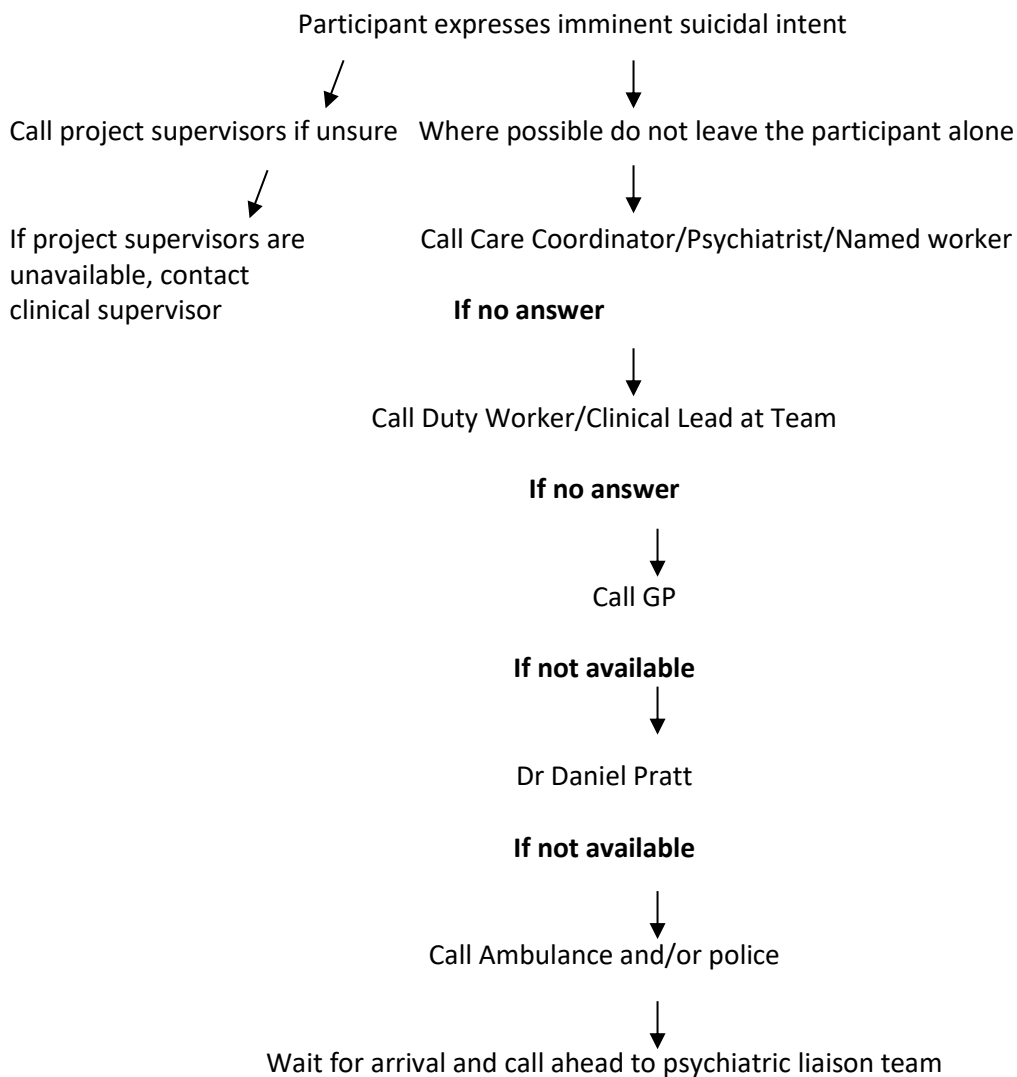 Participant expresses imminent suicidal intent
Call project supervisors if unsure
Where possible do not leave the participant alone
If project supervisors are
unavailable, contact
clinical supervisor
Call Care Coordinator/Psychiatrist/Named worker
If no answer
Call Duty Worker/Clinical Lead at Team
If no answer
Call GP
If not available
Dr Daniel Pratt
If not available
Call Ambulance and/or police
Wait for arrival and call ahead to psychiatric liaison team